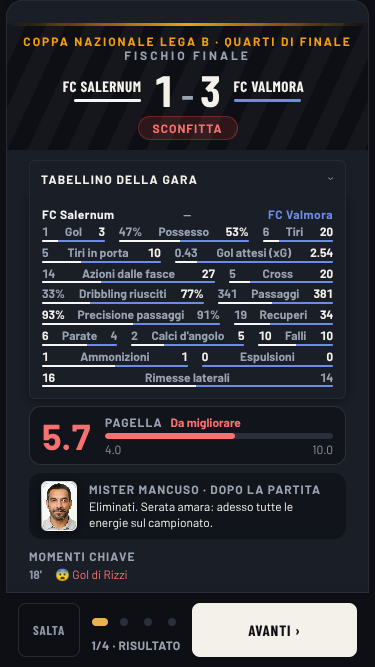 COPPA NAZIONALE LEGA B · QUARTI DI FINALE
FISCHIO FINALE
FC SALERNUM 1 - 3 FC VALMORA
SCONFITTA
TABELLINO DELLA GARA
FC Salernum — FC Valmora
1 Gol 3 47% Possesso 53% 6 Tiri 20
5 Tiri in porta 10 0.43 Gol attesi (xG) 2.54
14 Azioni dalle fasce 27 5 Cross 20
33% Dribbling riusciti 77% 341 Passaggi 381
93% Precisione passaggi 91% 19 Recuperi 34
6 Parate 4 2 Calci d'angolo 5 10 Falli 10
1 Ammonizioni 1 0 Espulsioni 0
16 Rimesse laterali 14
5.7 PAGELLA Da migliorare
4.0 10.0
MISTER MANCUSO · DOPO LA PARTITA
Eliminati. Serata amara: adesso tutte le
energie sul campionato.
MOMENTI CHIAVE
18' 😨 Gol di Rizzi
SALTA
1/4 · RISULTATO
AVANTI ›